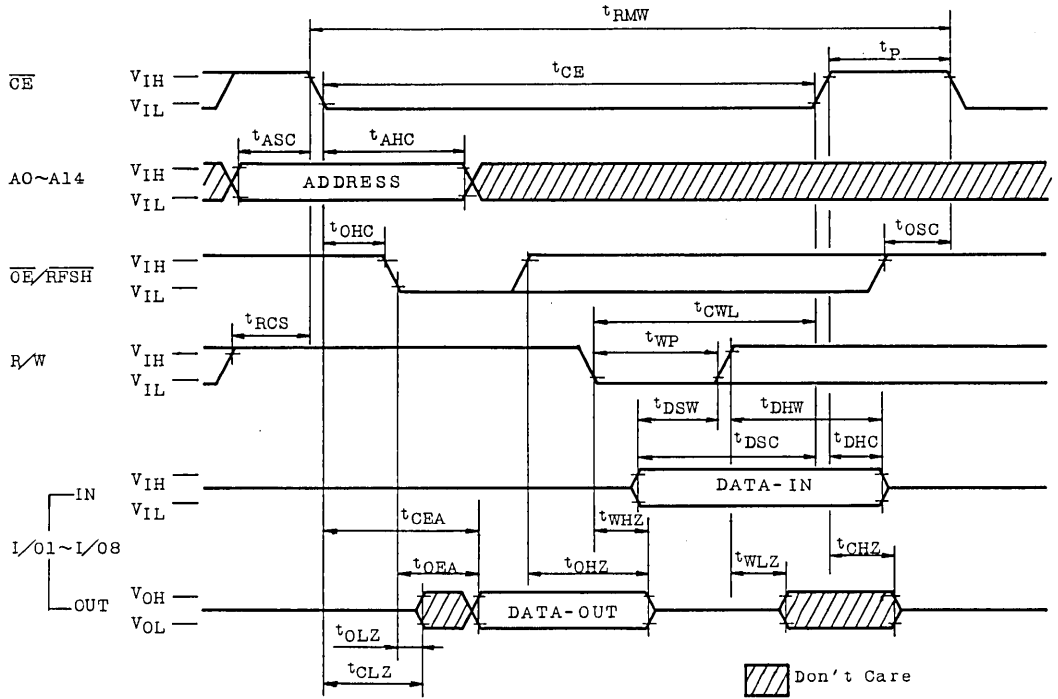 tRMW
tP
tCE
CE
VIH
VIL
tASC
tAHC
A0~A14
VIH
VIL
ADDRESS
tOHC
tOSC
OE/RFSH
VIH
VIL
tCWL
tRCS
tWP
R/W
VIH
VIL
tDSW
tDHW
tDSC
tDHC
IN
VIH
VIL
DATA-IN
tCEA
tWHZ
I/O1~I/O8
tOEA
tOHZ
tWLZ
tCHZ
OUT
VOH
VOL
DATA-OUT
tOLZ
tCLZ
Don't Care